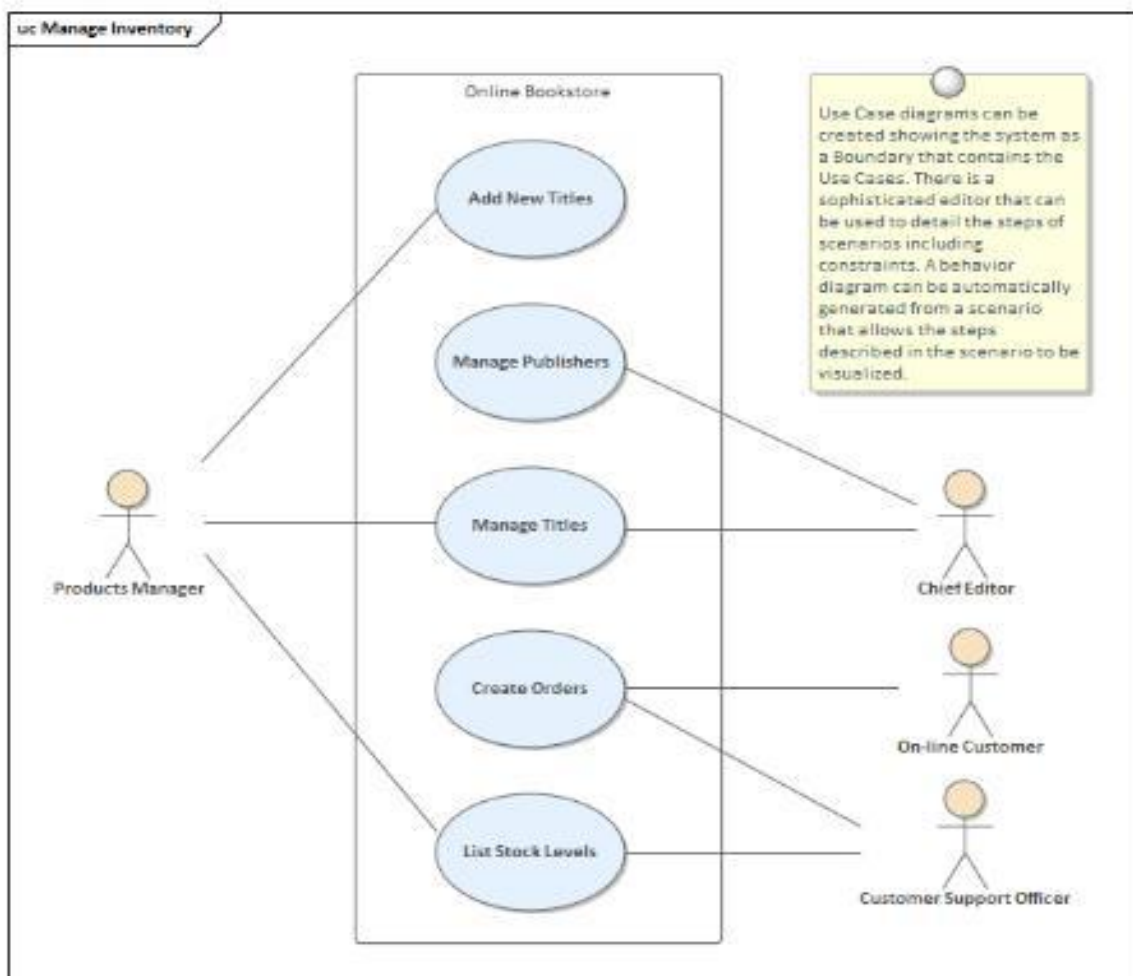 uc Manage Inventory
Online Bookstore
Add New Titles
Use Case diagrams can be
created showing the system as
a Boundary that contains the
Use Cases. There is a
sophisticated editor that can
be used to detail the steps of
scenarios including
constraints. A behavior
diagram can be automatically
generated from a scenario
that allows the steps
described in the scenario to be
visualized.
Manage Publishers
Manage Titles
Products Manager
Chief Editor
Create Orders
On-line Customer
List Stock Levels
Customer Support Officer